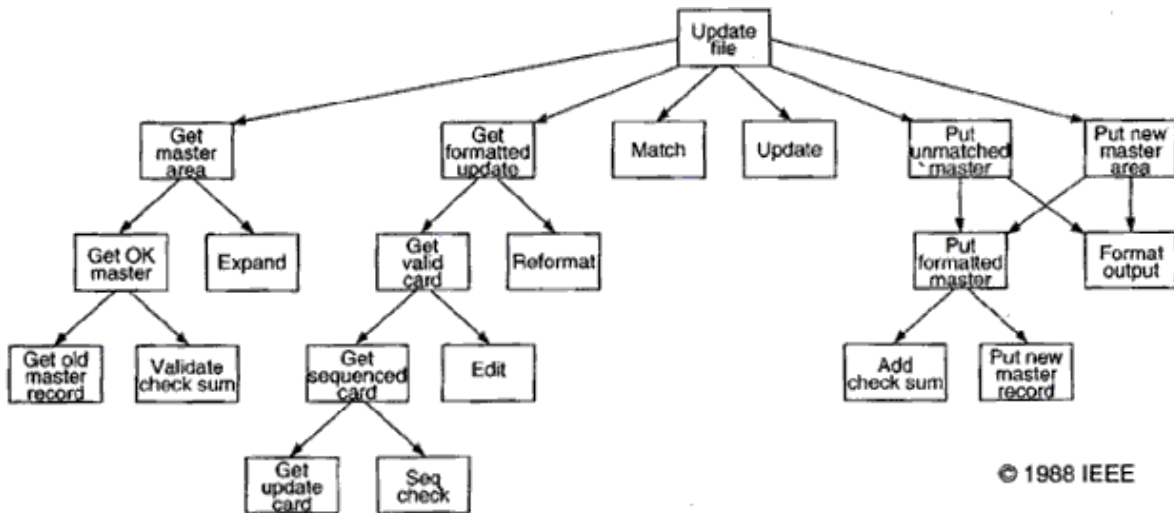 Update
file
Get
master
area
Get
formatted
update
Match
Update
Put
unmatched
master
Put new
master
area
Get OK
master
Expand
Get
valid
card
Reformat
Put
formatted
master
Format
output
Get old
master
record
Validate
check sum
Get
sequenced
card
Edit
Add
check sum
Put new
master
record
Get
update
card
Seq
check
© 1988 IEEE